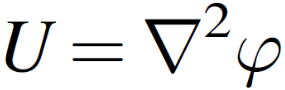 U = ∇²φ